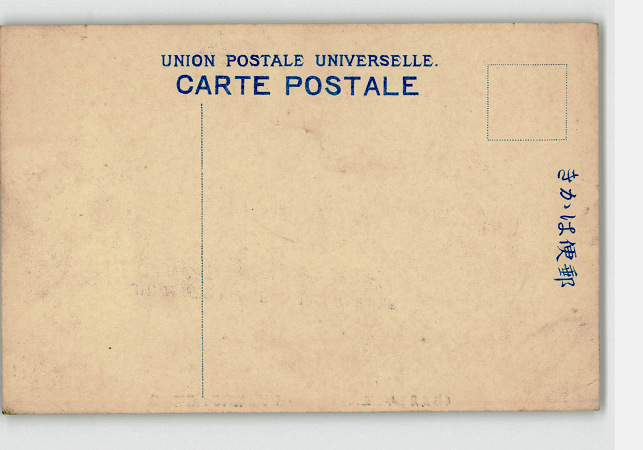 UNION POSTALE UNIVERSELLE.
CARTE POSTALE
きかは便郵